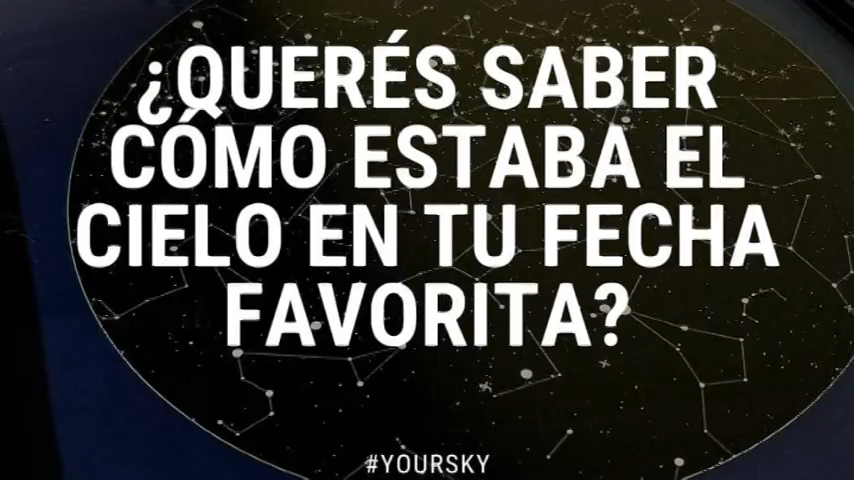 ¿QUERÉS SABER
CÓMO ESTABA EL
CIELO EN TU FECHA
FAVORITA?
#YOURSKY